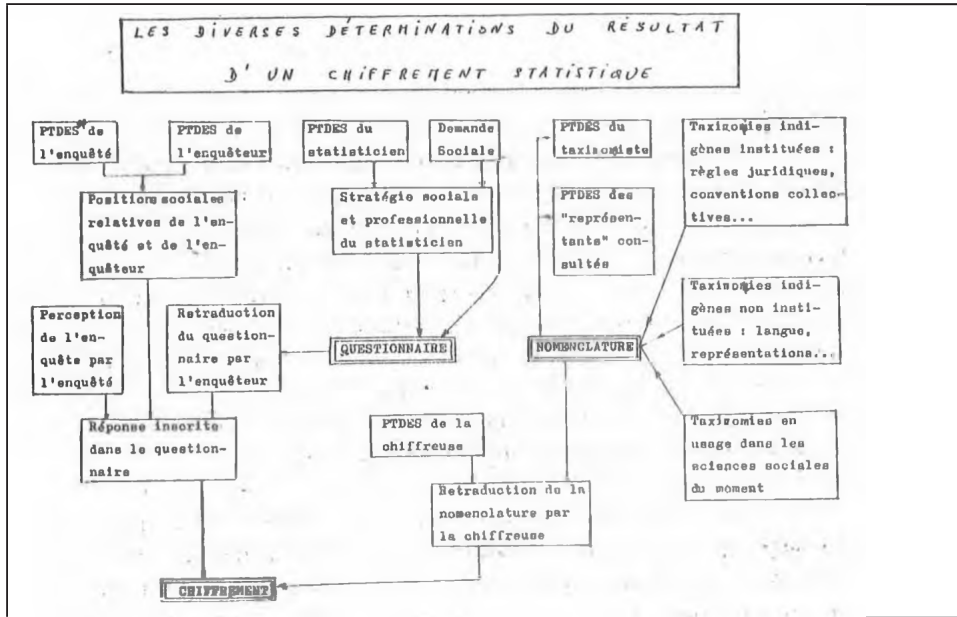 LES DIVERSES DÉTERMINATIONS DU RÉSULTAT
D'UN CHIFFREMENT STATISTIQUE
PTDES* de
l'enquêté
PTDES de
l'enquêteur
PTDES du
statisticien
Demande
Sociale
PTDES du
taxinomiste
Taxinomies indi-
gènes instituées :
règles juridiques,
conventions collec-
tives...
Positions sociales
relatives de l'en-
quêté et de l'en-
quêteur
Stratégie sociale
et professionnelle
du statisticien
PTDES des
"représen-
tants" con-
sultés
Perception
de l'en-
quête par
l'enquêté
Retraduction
du question-
naire par
l'enquêteur
QUESTIONNAIRE
NOMENCLATURE
Taxinomies indi-
gènes non insti-
tuées : langue,
représentations...
Réponse inscrite
dans le question-
naire
PTDES de la
chiffreuse
Taxinomies en
usage dans les
sciences sociales
du moment
Retraduction de la
nomenclature par
la chiffreuse
CHIFFREMENT